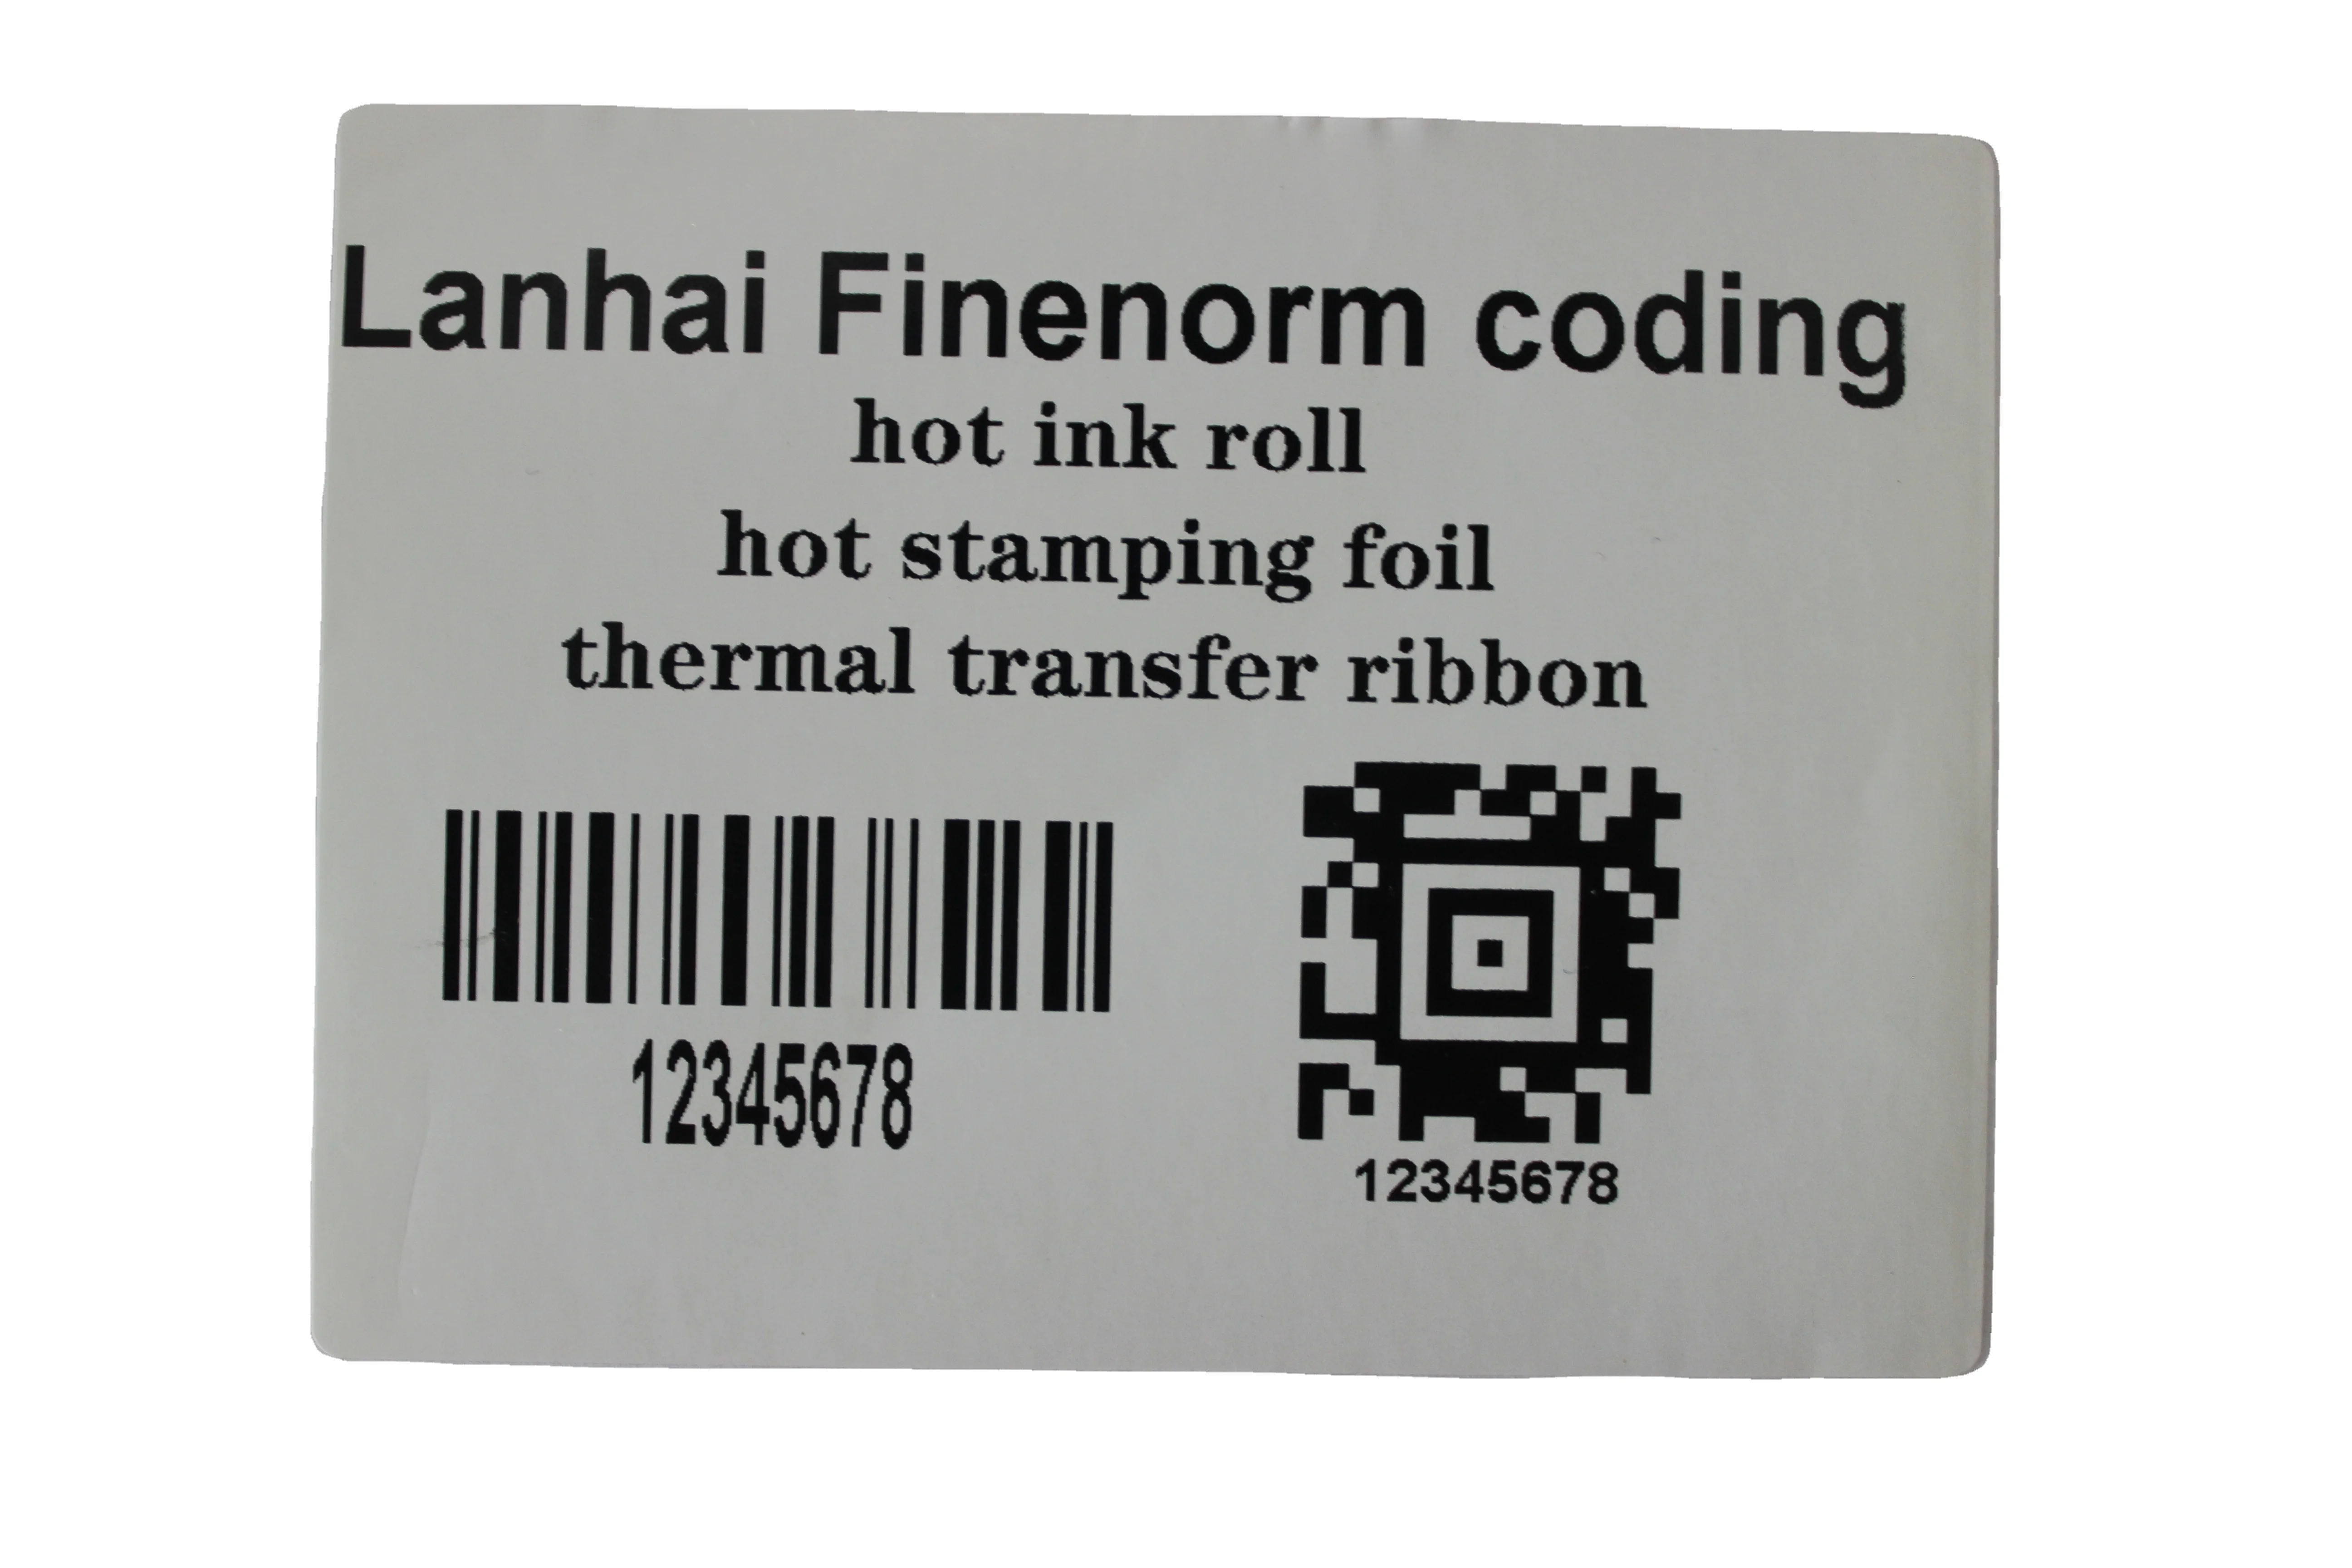 Lanhai Finenorm coding
hot ink roll
hot stamping foil
thermal transfer ribbon
12345678
12345678